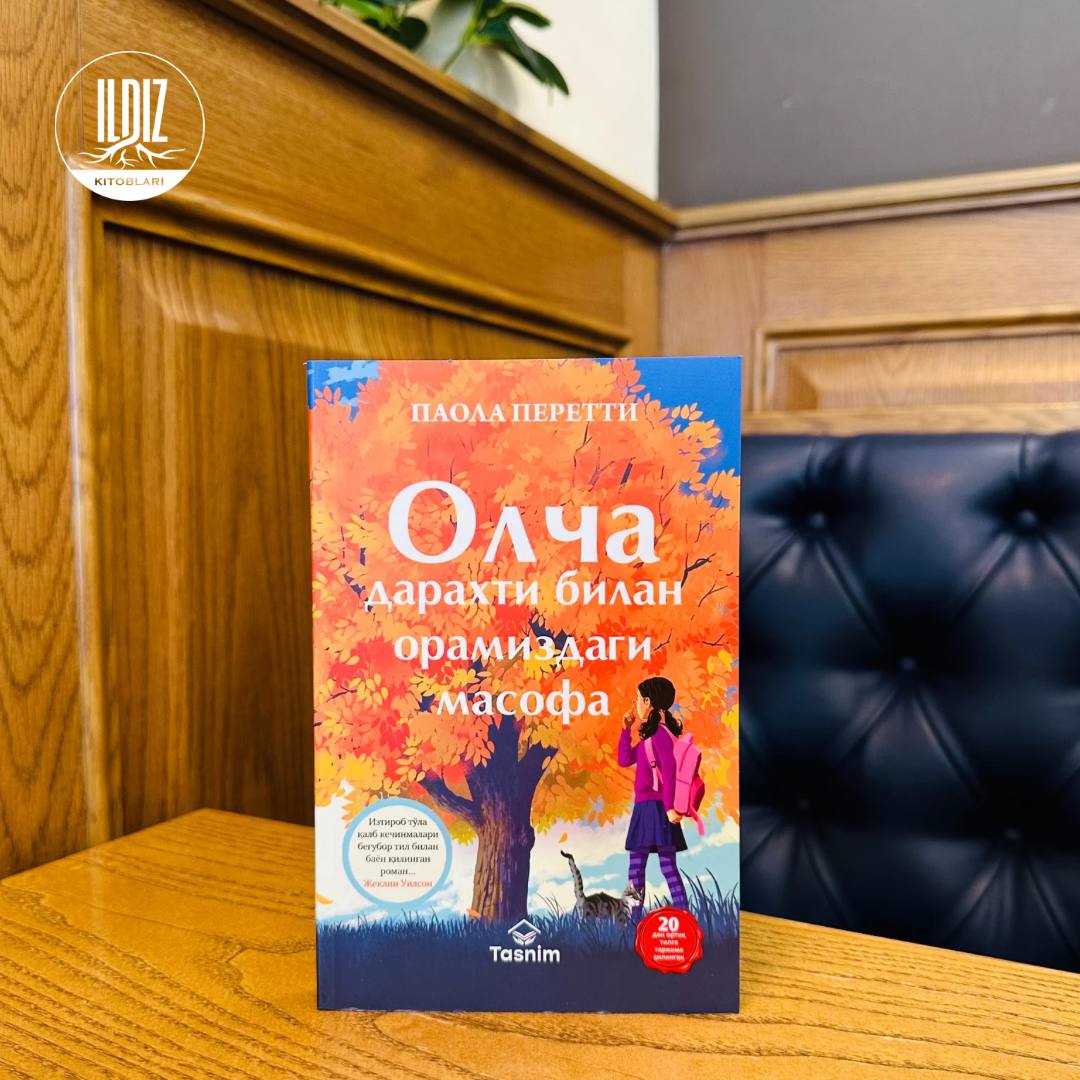 ILDIZ
KITOBLARI
ПАОЛА ПЕРЕТТИ
Олча
дарахти билан
орамиздаги
масофа
Изтироб тўла
қалб кечинмалари
беғубор тил билан
баён қилинган
роман...
Жеклин Уилсон
Tasnim
20
дан ортиқ
тилга
таржима
қилинган